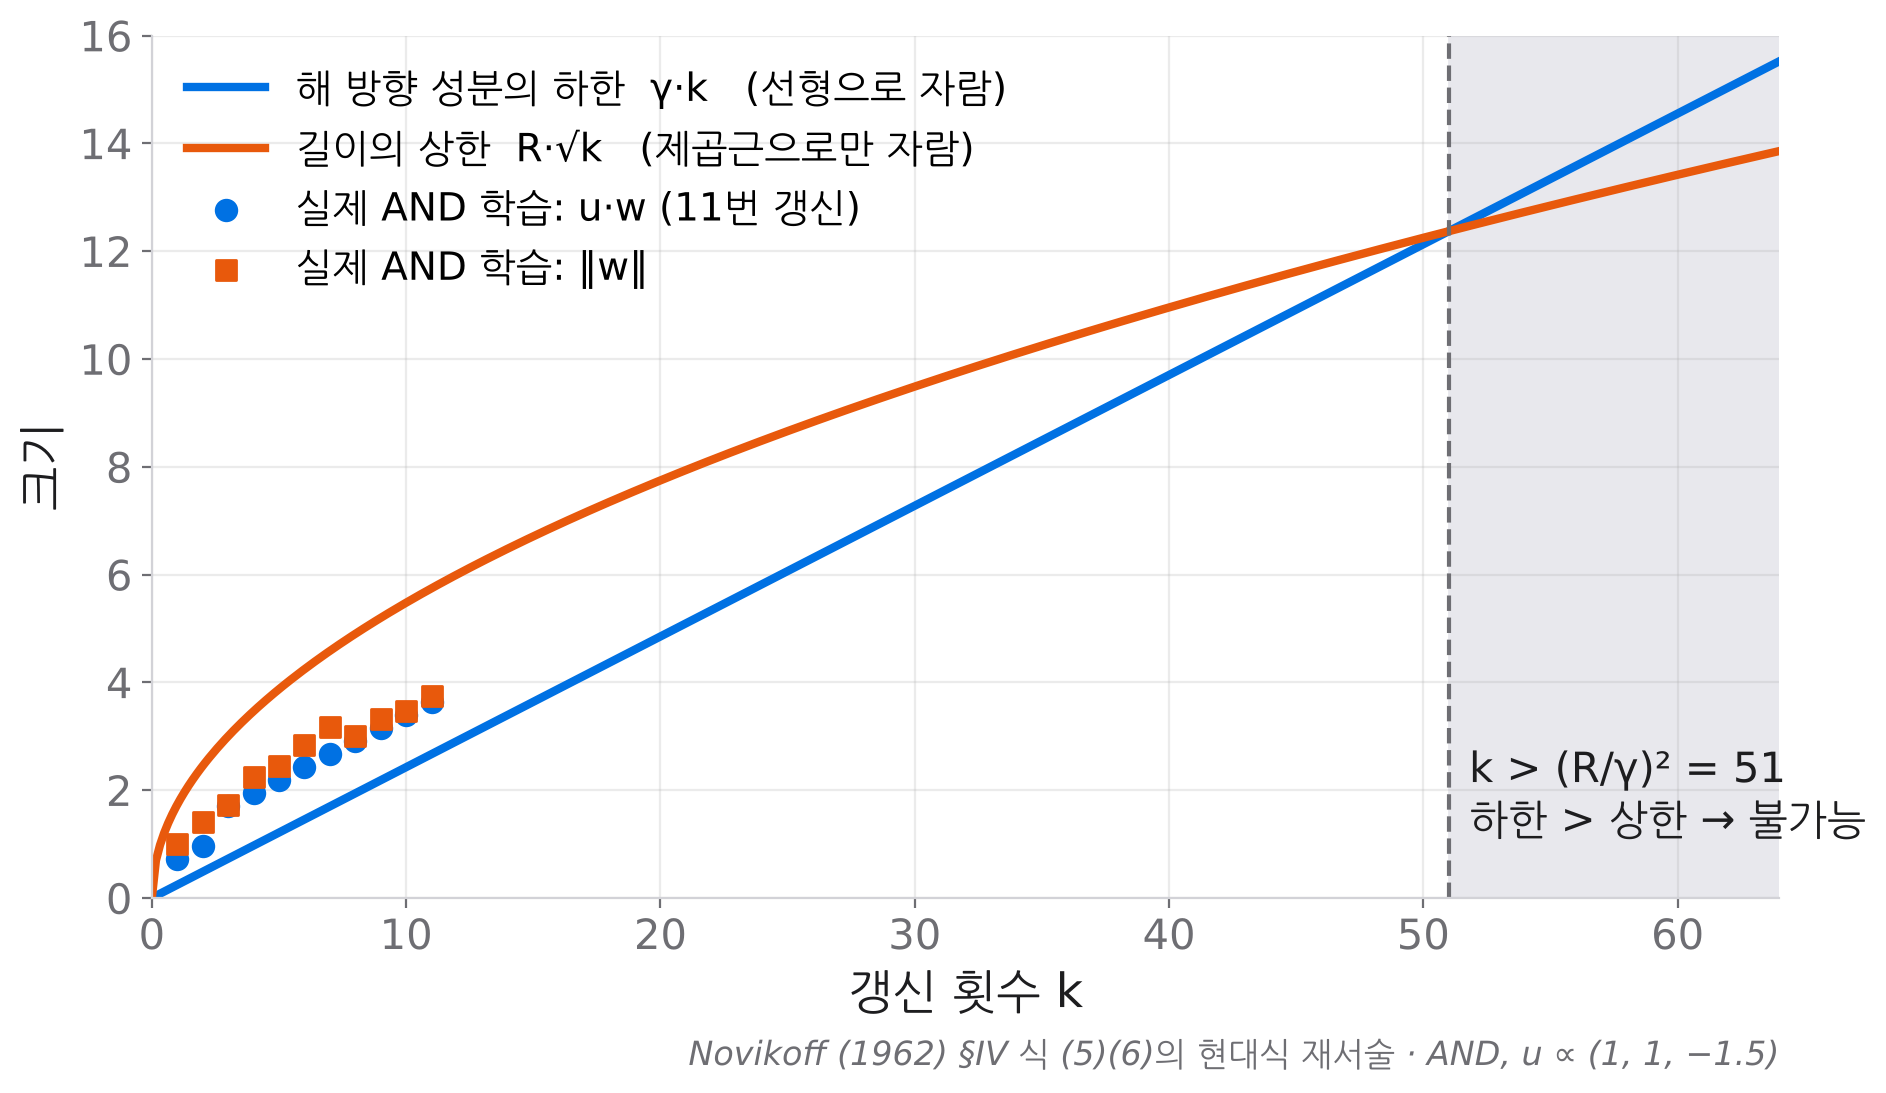 16
14
12
10
8
6
4
2
0
크기
해 방향 성분의 하한  γ·k   (선형으로 자람)
길이의 상한  R·√k   (제곱근으로만 자람)
실제 AND 학습: u·w (11번 갱신)
실제 AND 학습: ‖w‖
k > (R/γ)² = 51
하한 > 상한 → 불가능
0 10 20 30 40 50 60
갱신 횟수 k
Novikoff (1962) §IV 식 (5)(6)의 현대식 재서술 · AND, u ∝ (1, 1, −1.5)